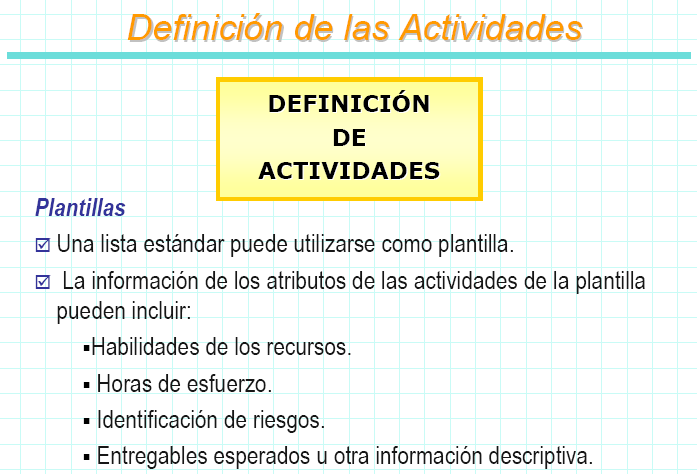 Definición de las Actividades
DEFINICIÓN
DE
ACTIVIDADES
Plantillas
☑ Una lista estándar puede utilizarse como plantilla.
☑ La información de los atributos de las actividades de la plantilla
pueden incluir:
▪Habilidades de los recursos.
▪ Horas de esfuerzo.
▪ Identificación de riesgos.
▪ Entregables esperados u otra información descriptiva.